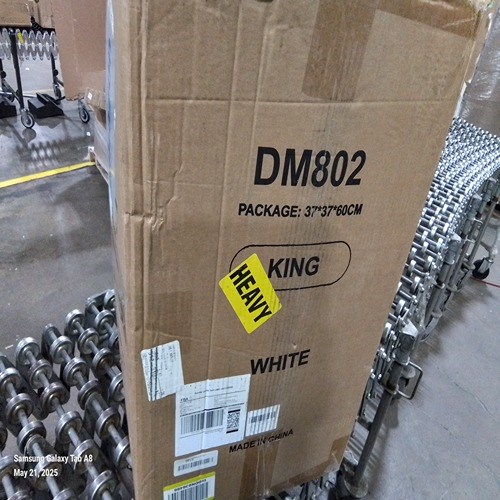 DM802
PACKAGE: 37*37*60CM
KING
HEAVY
WHITE
MADE IN CHINA
Samsung Galaxy Tab A8
May 21, 2025